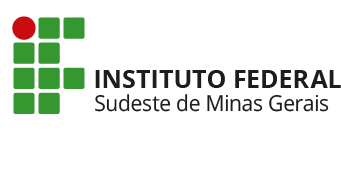 INSTITUTO FEDERAL
Sudeste de Minas Gerais